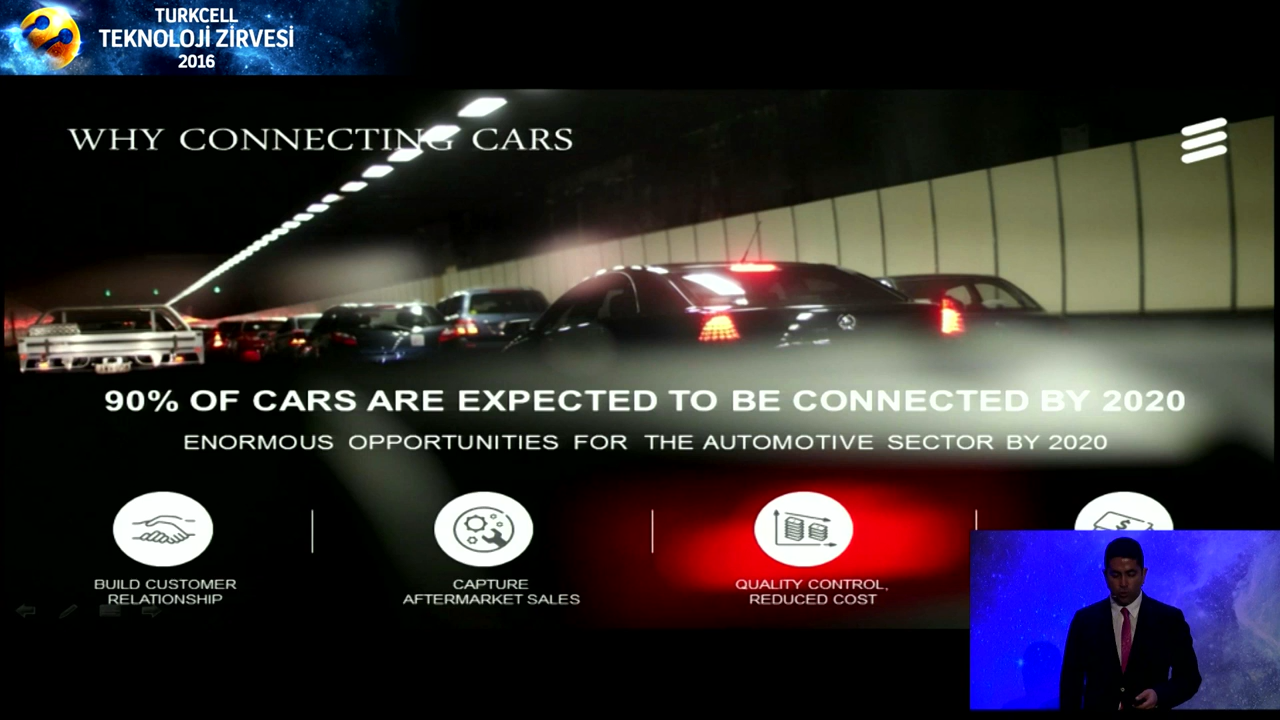 TURKCELL
TEKNOLOJİ ZİRVESİ
2016
WHY CONNECTING CARS
90% OF CARS ARE EXPECTED TO BE CONNECTED BY 2020
ENORMOUS OPPORTUNITIES FOR THE AUTOMOTIVE SECTOR BY 2020
BUILD CUSTOMER
RELATIONSHIP
CAPTURE
AFTERMARKET SALES
QUALITY CONTROL,
REDUCED COST
$